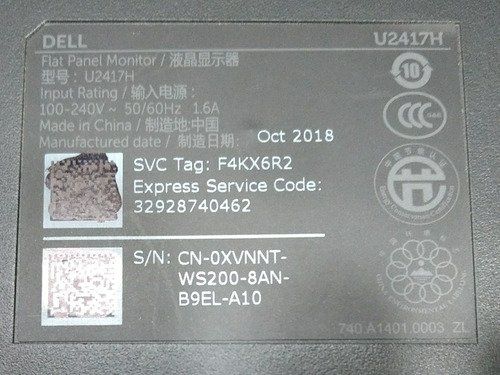 DELL
U2417H
Flat Panel Monitor / 液晶显示器
型号: U2417H
Input Rating / 输入电源:
100-240V ~ 50/60Hz 1.6A
Made in China / 制造地:中国
Manufactured date / 制造日期: Oct 2018
10
CCC
SVC Tag: F4KX6R2
Express Service Code:
32928740462
S/N: CN-0XVNNT-
WS200-8AN-
B9EL-A10
740.A1401.0003 ZL